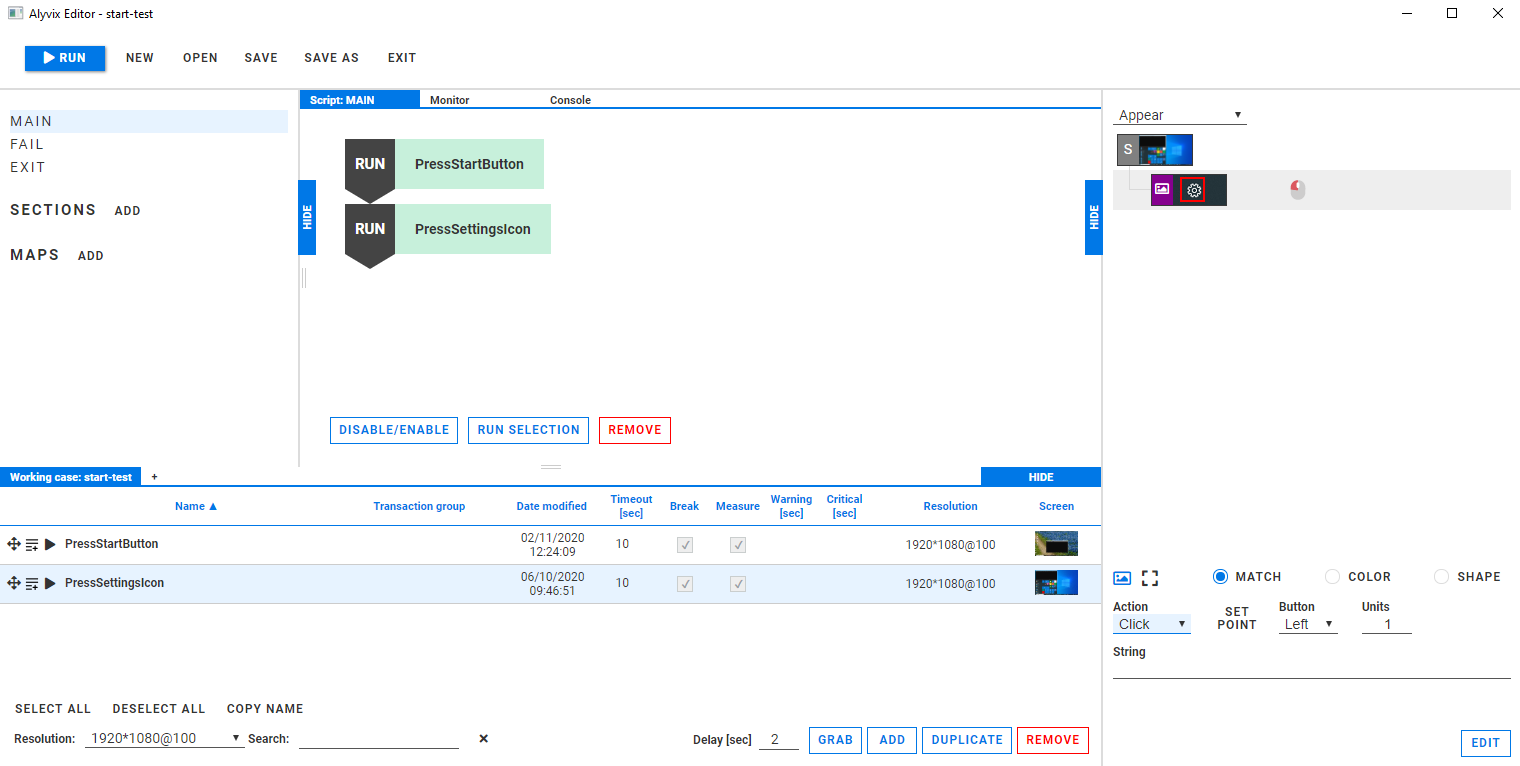 Alyvix Editor - start-test
RUN NEW OPEN SAVE SAVE AS EXIT
MAIN
FAIL
EXIT
SECTIONS ADD
MAPS ADD
Script: MAIN Monitor Console
RUN PressStartButton
RUN PressSettingsIcon
HIDE
HIDE
DISABLE/ENABLE RUN SELECTION REMOVE
Appear
S
Working case: start-test + HIDE
Name ▲ Transaction group Date modified Timeout [sec] Break Measure Warning [sec] Critical [sec] Resolution Screen
PressStartButton 02/11/2020 12:24:09 10 1920*1080@100
PressSettingsIcon 06/10/2020 09:46:51 10 1920*1080@100
SELECT ALL DESELECT ALL COPY NAME
Resolution: 1920*1080@100 Search: × Delay [sec] 2 GRAB ADD DUPLICATE REMOVE
MATCH COLOR SHAPE
Action SET POINT Button Units
Click Left 1
String
EDIT